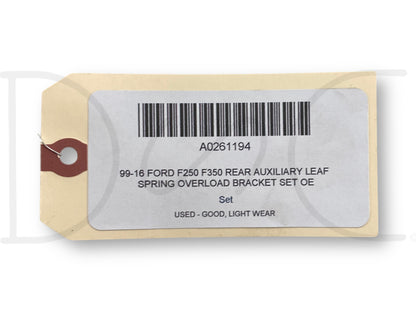 A0261194
99-16 FORD F250 F350 REAR AUXILIARY LEAF
SPRING OVERLOAD BRACKET SET OE
Set
USED - GOOD, LIGHT WEAR